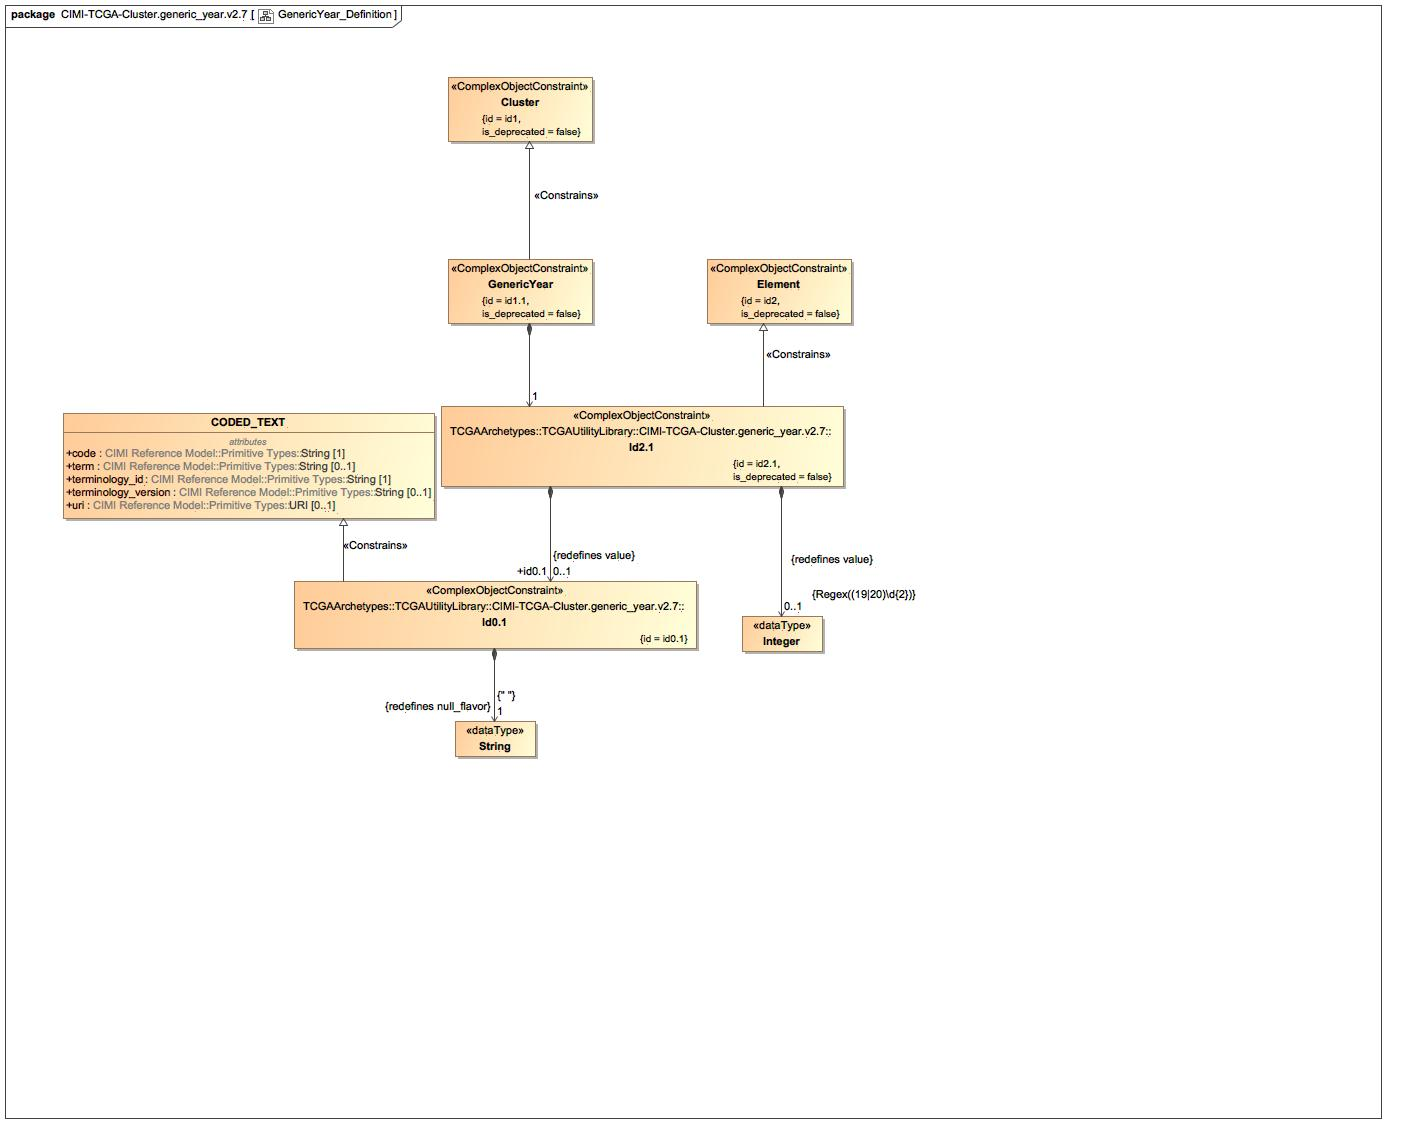 package CIMI-TCGA-Cluster.generic_year.v2.7 [ GenericYear_Definition ]
«ComplexObjectConstraint»
Cluster
{id = id1,
is_deprecated = false}
«Constrains»
«ComplexObjectConstraint»
GenericYear
{id = id1.1,
is_deprecated = false}
«ComplexObjectConstraint»
Element
{id = id2,
is_deprecated = false}
«Constrains»
1
CODED_TEXT
attributes
+code : CIMI Reference Model::Primitive Types::String [1]
+term : CIMI Reference Model::Primitive Types::String [0..1]
+terminology_id : CIMI Reference Model::Primitive Types::String [1]
+terminology_version : CIMI Reference Model::Primitive Types::String [0..1]
+uri : CIMI Reference Model::Primitive Types::URI [0..1]
«ComplexObjectConstraint»
TCGAArchetypes::TCGAUtilityLibrary::CIMI-TCGA-Cluster.generic_year.v2.7::
Id2.1
{id = id2.1,
is_deprecated = false}
«Constrains»
{redefines value}
+id0.1 0..1
{redefines value}
{Regex((19|20)\d{2})}
0..1
«ComplexObjectConstraint»
TCGAArchetypes::TCGAUtilityLibrary::CIMI-TCGA-Cluster.generic_year.v2.7::
Id0.1
{id = id0.1}
«dataType»
Integer
{" "}
{redefines null_flavor} 1
«dataType»
String